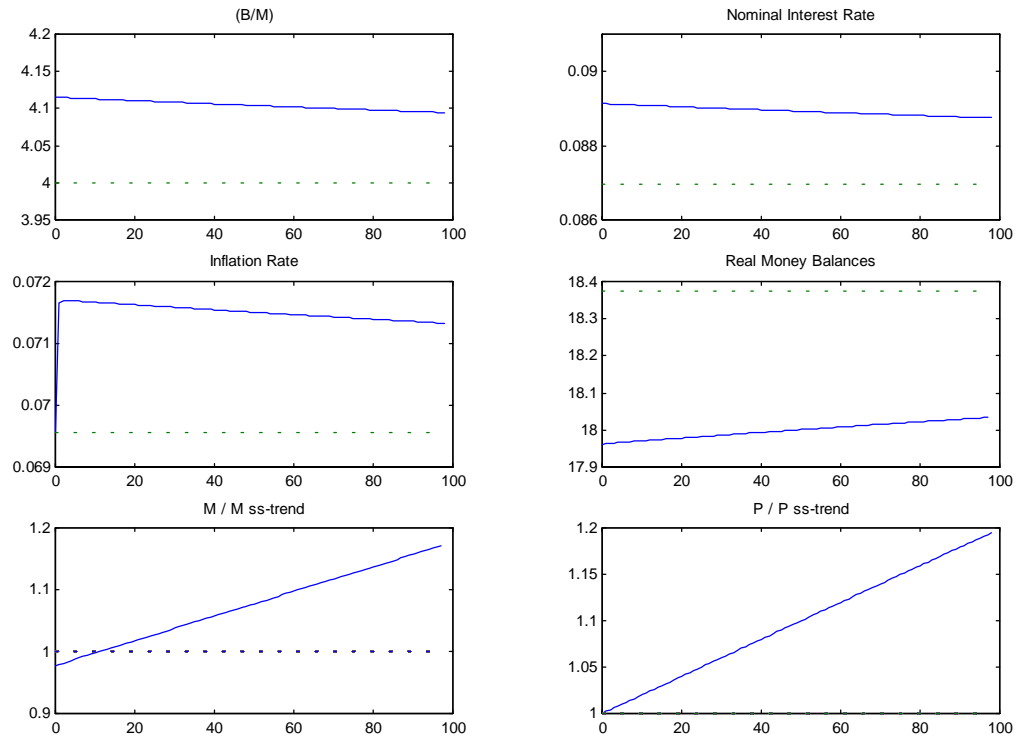 (B/M)
4.2
4.15
4.1
4.05
4
3.95
0 20 40 60 80 100
Nominal Interest Rate
0.09
0.088
0.086
0 20 40 60 80 100
Inflation Rate
0.072
0.071
0.07
0.069
0 20 40 60 80 100
Real Money Balances
18.4
18.3
18.2
18.1
18
17.9
0 20 40 60 80 100
M / M ss-trend
1.2
1.1
1
0.9
0 20 40 60 80 100
P / P ss-trend
1.2
1.15
1.1
1.05
1
0 20 40 60 80 100